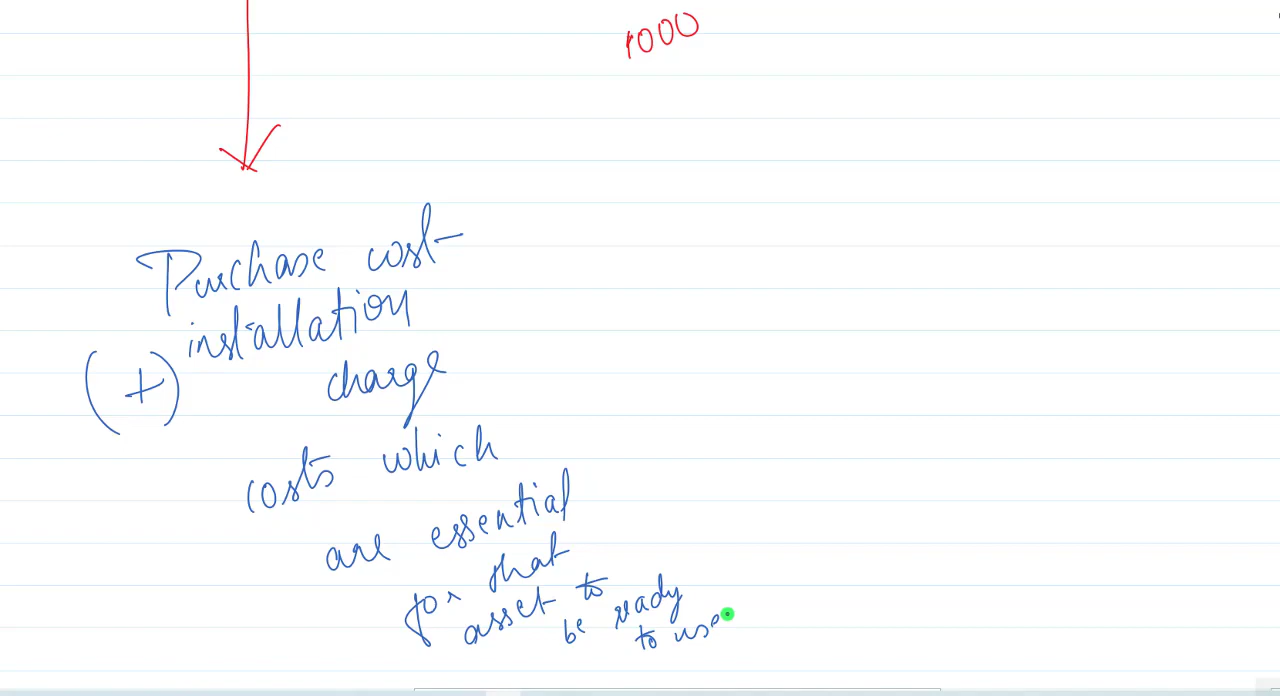 1000
Purchase cost
installation
(+) charge
costs which
are essential
for that
asset to
be ready
to use